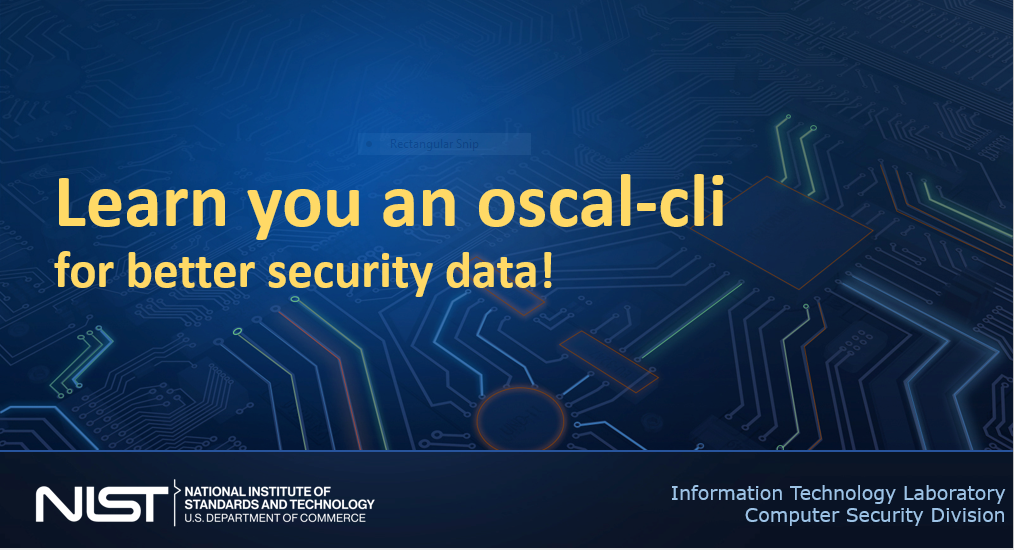 Rectangular Snip
Learn you an oscal-cli
for better security data!
NIST
NATIONAL INSTITUTE OF
STANDARDS AND TECHNOLOGY
U.S. DEPARTMENT OF COMMERCE
Information Technology Laboratory
Computer Security Division